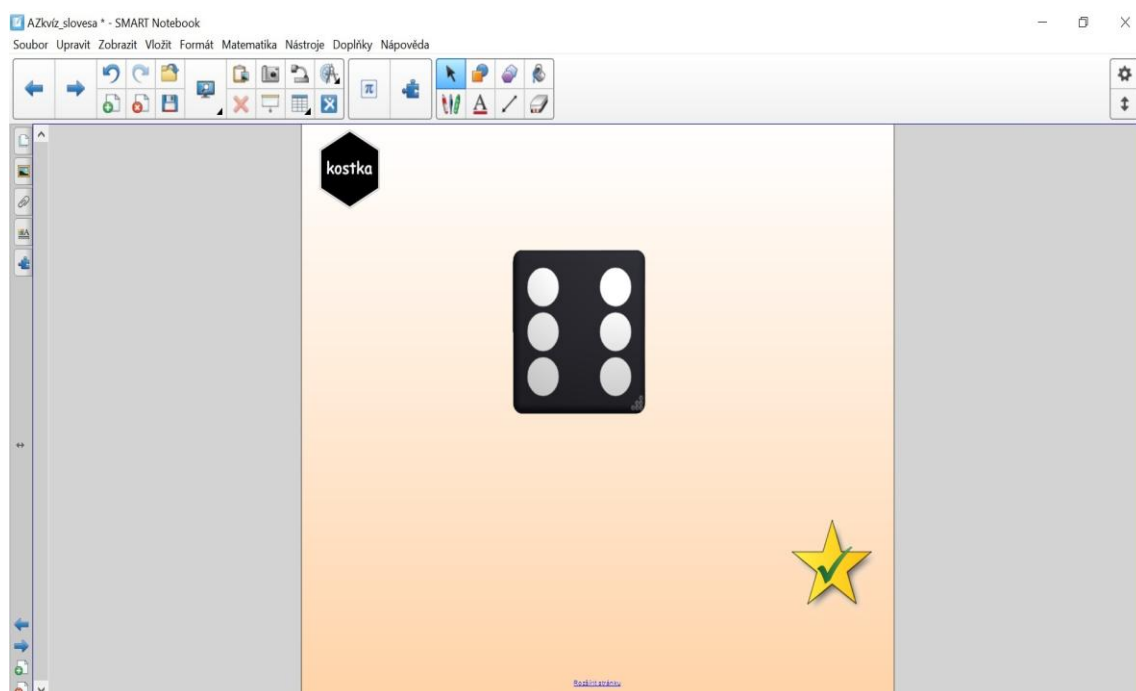 AZkvíz_slovesa * - SMART Notebook
Soubor Upravit Zobrazit Vložit Formát Matematika Nástroje Doplňky Nápověda
π
A
kostka
Rozšířit stránku